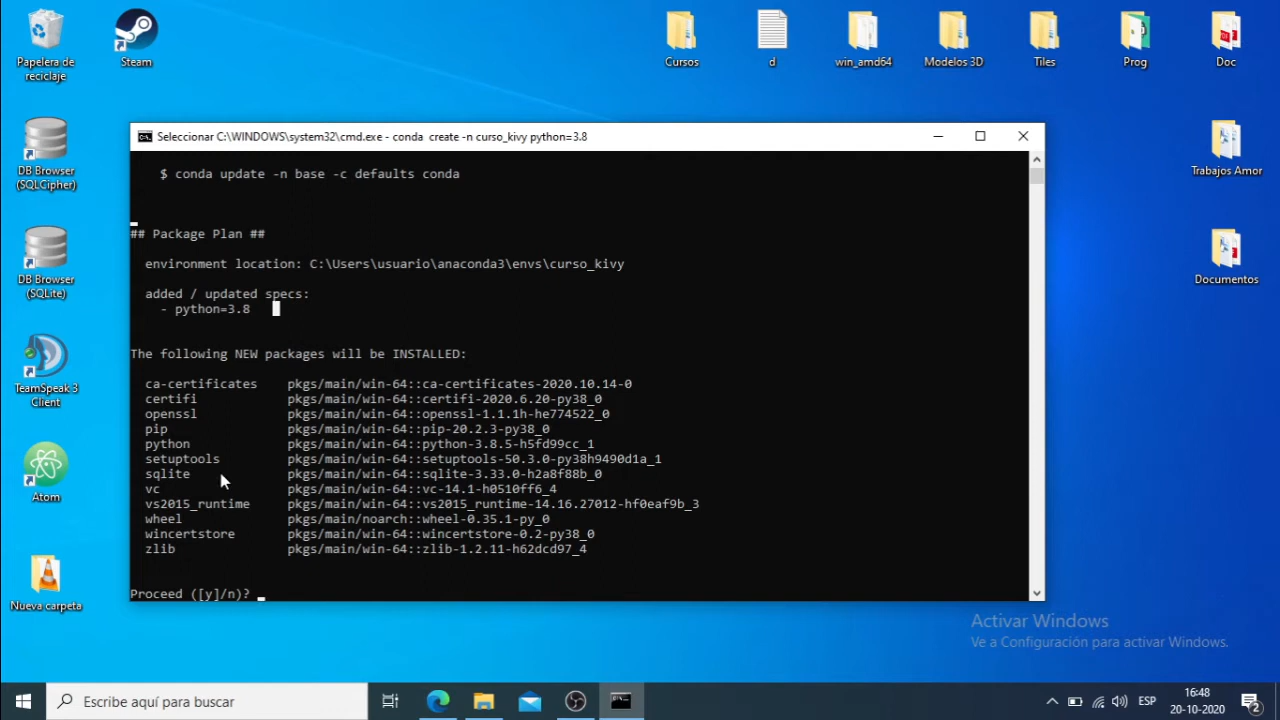 Papelera de
reciclaje
Steam
Cursos
d
win_amd64
Modelos 3D
Tiles
Prog
Doc
DB Browser
(SQLCipher)
Trabajos Amor
DB Browser
(SQLite)
Documentos
TeamSpeak 3
Client
Atom
Nueva carpeta
Seleccionar C:\WINDOWS\system32\cmd.exe - conda create -n curso_kivy python=3.8
$ conda update -n base -c defaults conda
## Package Plan ##
environment location: C:\Users\usuario\anaconda3\envs\curso_kivy
added / updated specs:
- python=3.8
The following NEW packages will be INSTALLED:
ca-certificates pkgs/main/win-64::ca-certificates-2020.10.14-0
certifi pkgs/main/win-64::certifi-2020.6.20-py38_0
openssl pkgs/main/win-64::openssl-1.1.1h-he774522_0
pip pkgs/main/win-64::pip-20.2.3-py38_0
python pkgs/main/win-64::python-3.8.5-h5fd99cc_1
setuptools pkgs/main/win-64::setuptools-50.3.0-py38h9490d1a_1
sqlite pkgs/main/win-64::sqlite-3.33.0-h2a8f88b_0
vc pkgs/main/win-64::vc-14.1-h0510ff6_4
vs2015_runtime pkgs/main/win-64::vs2015_runtime-14.16.27012-hf0eaf9b_3
wheel pkgs/main/noarch::wheel-0.35.1-py_0
wincertstore pkgs/main/win-64::wincertstore-0.2-py38_0
zlib pkgs/main/win-64::zlib-1.2.11-h62dcd97_4
Proceed ([y]/n)?
Activar Windows
Ve a Configuración para activar Windows.
Escribe aquí para buscar
ESP
16:48
20-10-2020
2